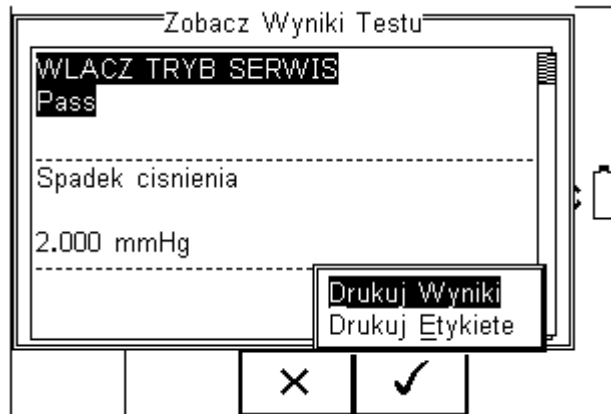 Zobacz Wyniki Testu
WLACZ TRYB SERWIS
Pass
Spadek cisnienia
2.000 mmHg
Drukuj Wyniki
Drukuj Etykiete